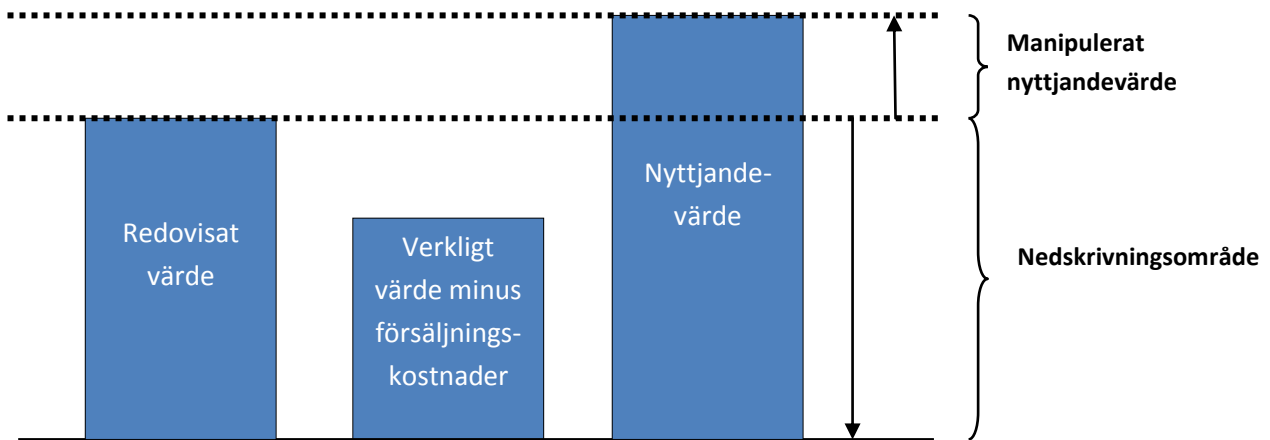 Redovisat
värde
Verkligt
värde minus
försäljnings-
kostnader
Nyttjande-
värde
Manipulerat
nyttjandevärde
Nedskrivningsområde